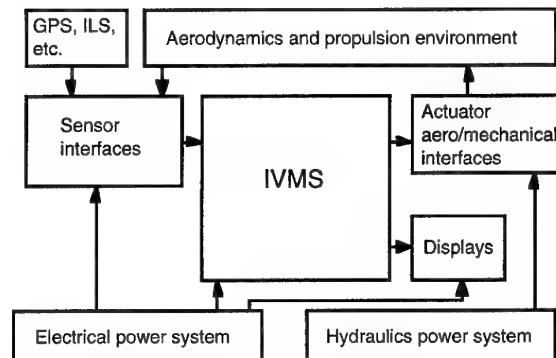 GPS, ILS,
etc.
Aerodynamics and propulsion environment
Sensor
interfaces
IVMS
Actuator
aero/mechanical
interfaces
Displays
Electrical power system
Hydraulics power system